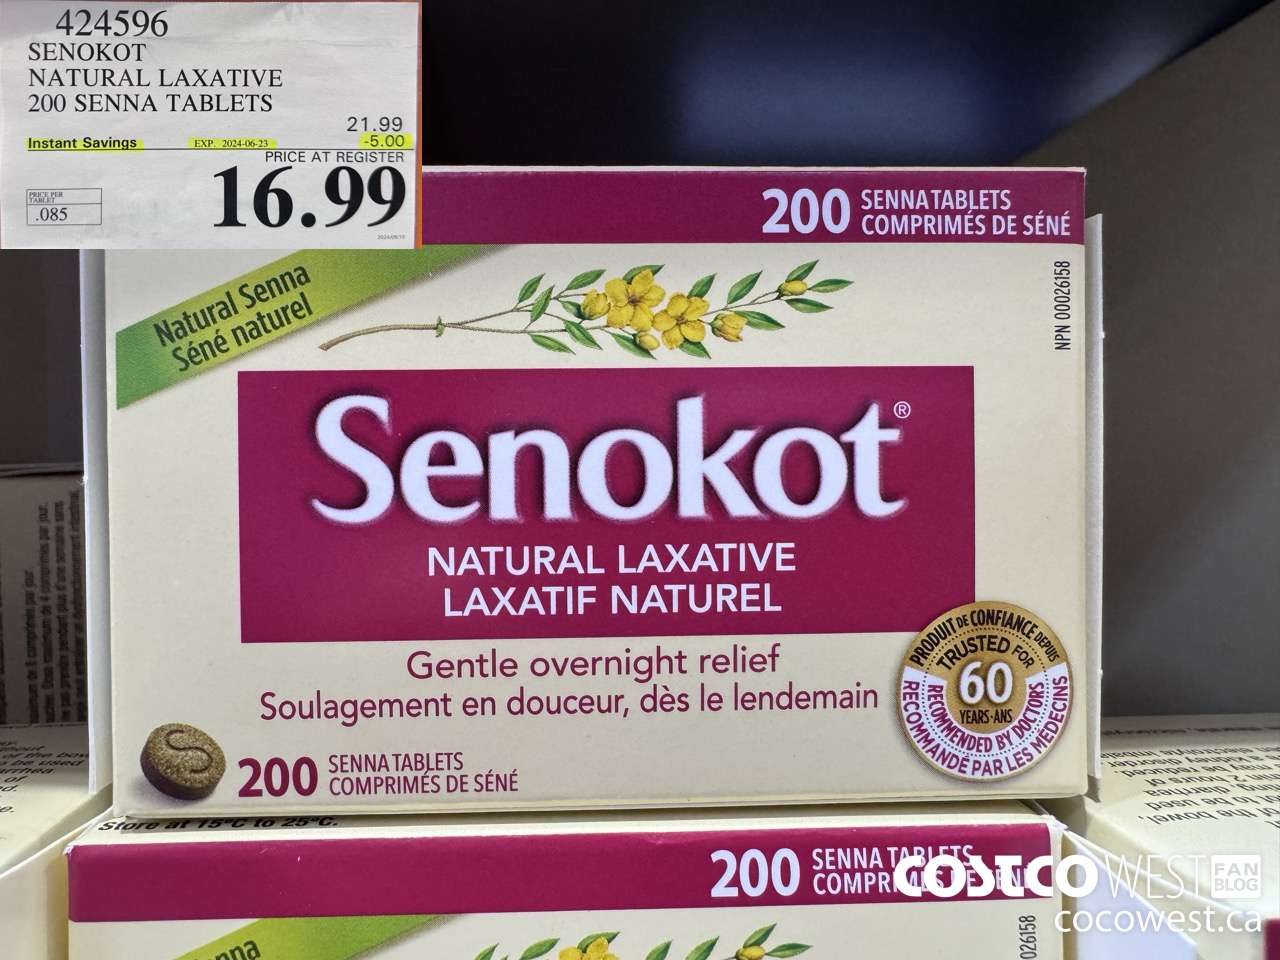 424596
SENOKOT
NATURAL LAXATIVE
200 SENNA TABLETS
21.99
Instant Savings EXP. 2024-06-23 -5.00
PRICE AT REGISTER
16.99
PRICE PER
TABLET
.085
200 SENNA TABLETS
COMPRIMÉS DE SÉNÉ
NPN 00026158
Natural Senna
Séné naturel
Senokot®
NATURAL LAXATIVE
LAXATIF NATUREL
Gentle overnight relief
Soulagement en douceur, dès le lendemain
PRODUIT DE CONFIANCE DEPUIS
TRUSTED FOR
60
YEARS-ANS
RECOMMENDED BY DOCTORS
RECOMMANDÉ PAR LES MÉDECINS
S
200 SENNA TABLETS
COMPRIMÉS DE SÉNÉ
Store at 15°C to 25°C.
200 SENNA TABLETS
COSTCO WEST FAN BLOG
cocowest.ca
026158